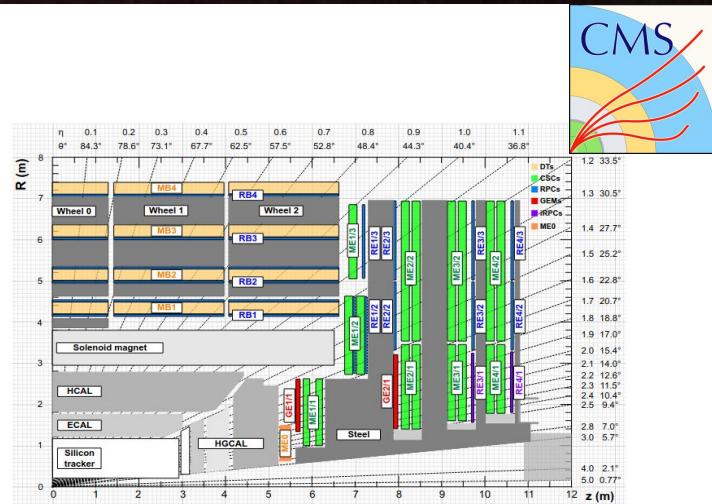 CMS
η 0.1 0.2 0.3 0.4 0.5 0.6 0.7 0.8 0.9 1.0 1.1
θ° 84.3° 78.6° 73.1° 67.7° 62.5° 57.5° 52.8° 48.4° 44.3° 40.4° 36.8°
R (m)
8
7
6
5
4
3
2
1
0
1.2 33.5°
1.3 30.5°
1.4 27.7°
1.5 25.2°
1.6 22.8°
1.7 20.7°
1.8 18.8°
1.9 17.0°
2.0 15.4°
2.1 14.0°
2.2 12.6°
2.3 11.5°
2.4 10.4°
2.5 9.4°
2.8 7.0°
3.0 5.7°
4.0 2.1°
5.0 0.77°
DTs
CSCs
RPCs
GEMs
iRPCs
ME0
MB4
RB4
Wheel 0
Wheel 1
Wheel 2
MB3
RB3
MB2
RB2
MB1
RB1
Solenoid magnet
HCAL
ECAL
Silicon
tracker
HGCAL
Steel
ME0
GE1/1
ME1/1
ME1/2
ME1/3
RE1/3
RE2/3
RE1/2
RE2/2
GE2/1
ME2/2
ME2/1
ME3/2
ME3/1
RE3/3
RE3/2
RE3/1
ME4/2
ME4/1
RE4/3
RE4/2
RE4/1
0 1 2 3 4 5 6 7 8 9 10 11 12
z (m)